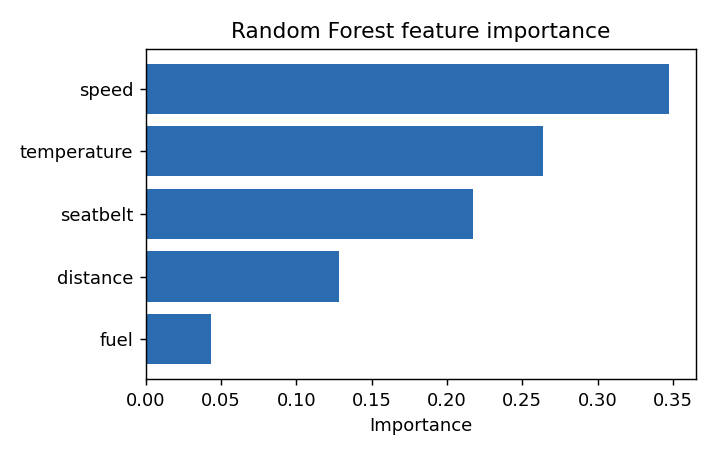 Random Forest feature importance
speed
temperature
seatbelt
distance
fuel
0.00 0.05 0.10 0.15 0.20 0.25 0.30 0.35
Importance